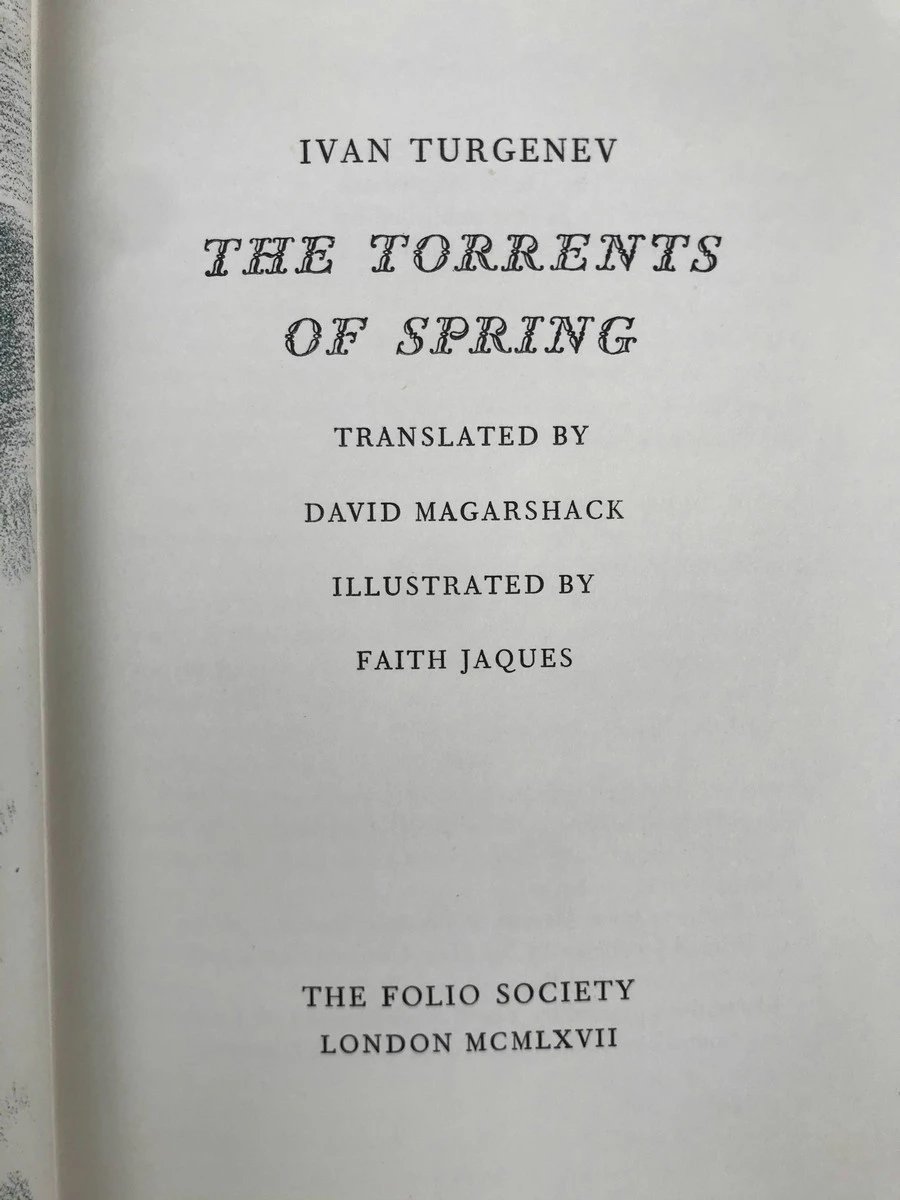 IVAN TURGENEV
THE TORRENTS
OF SPRING
TRANSLATED BY
DAVID MAGARSHACK
ILLUSTRATED BY
FAITH JAQUES
THE FOLIO SOCIETY
LONDON MCMLXVII